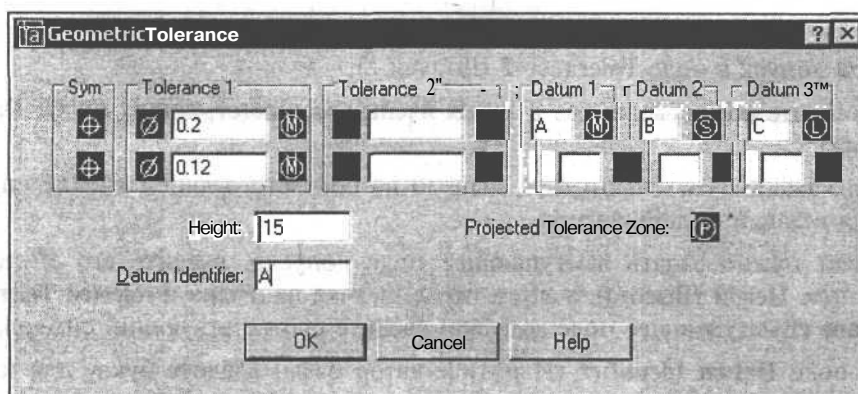 GeometricTolerance ? X
Sym Tolerance 1 Tolerance 2" Datum 1 Datum 2 Datum 3™
⌖ Ø 0.2 Ⓜ A Ⓜ B Ⓢ C Ⓛ
⌖ Ø 0.12 Ⓜ
Height: 15 Projected Tolerance Zone: Ⓟ
Datum Identifier: A
OK Cancel Help